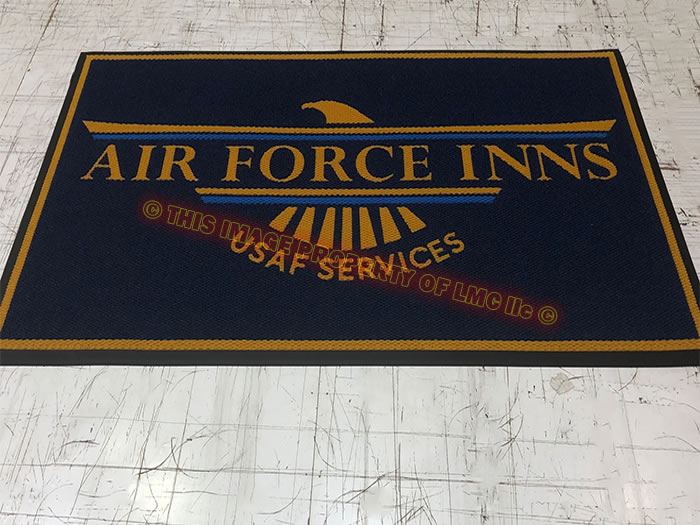 AIR FORCE INNS
USAF SERVICES
© THIS IMAGE PROPERTY OF LMC llc ©